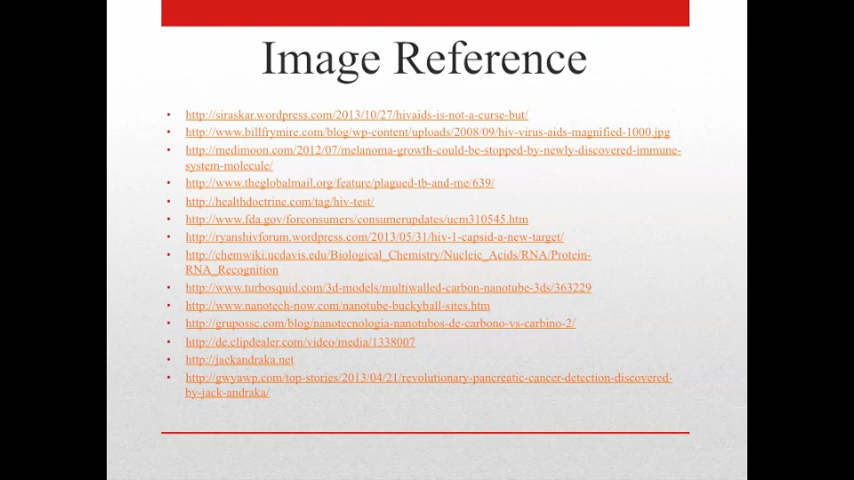 Image Reference
• http://siraskar.wordpress.com/2013/10/27/hivaids-is-not-a-curse-but/
• http://www.billfrymire.com/blog/wp-content/uploads/2008/09/hiv-virus-aids-magnified-1000.jpg
• http://medimoon.com/2012/07/melanoma-growth-could-be-stopped-by-newly-discovered-immune-
system-molecule/
• http://www.theglobalmail.org/feature/plagued-tb-and-me/639/
• http://healthdoctrine.com/tag/hiv-test/
• http://www.fda.gov/forconsumers/consumerupdates/ucm310545.htm
• http://ryanshivforum.wordpress.com/2013/05/31/hiv-1-capsid-a-new-target/
• http://chemwiki.ucdavis.edu/Biological_Chemistry/Nucleic_Acids/RNA/Protein-
RNA_Recognition
• http://www.turbosquid.com/3d-models/multiwalled-carbon-nanotube-3ds/363229
• http://www.nanotech-now.com/nanotube-buckyball-sites.htm
• http://grupossc.com/blog/nanotecnologia-nanotubos-de-carbono-vs-carbino-2/
• http://de.clipdealer.com/video/media/1338007
• http://jackandraka.net
• http://gwyawp.com/top-stories/2013/04/21/revolutionary-pancreatic-cancer-detection-discovered-
by-jack-andraka/